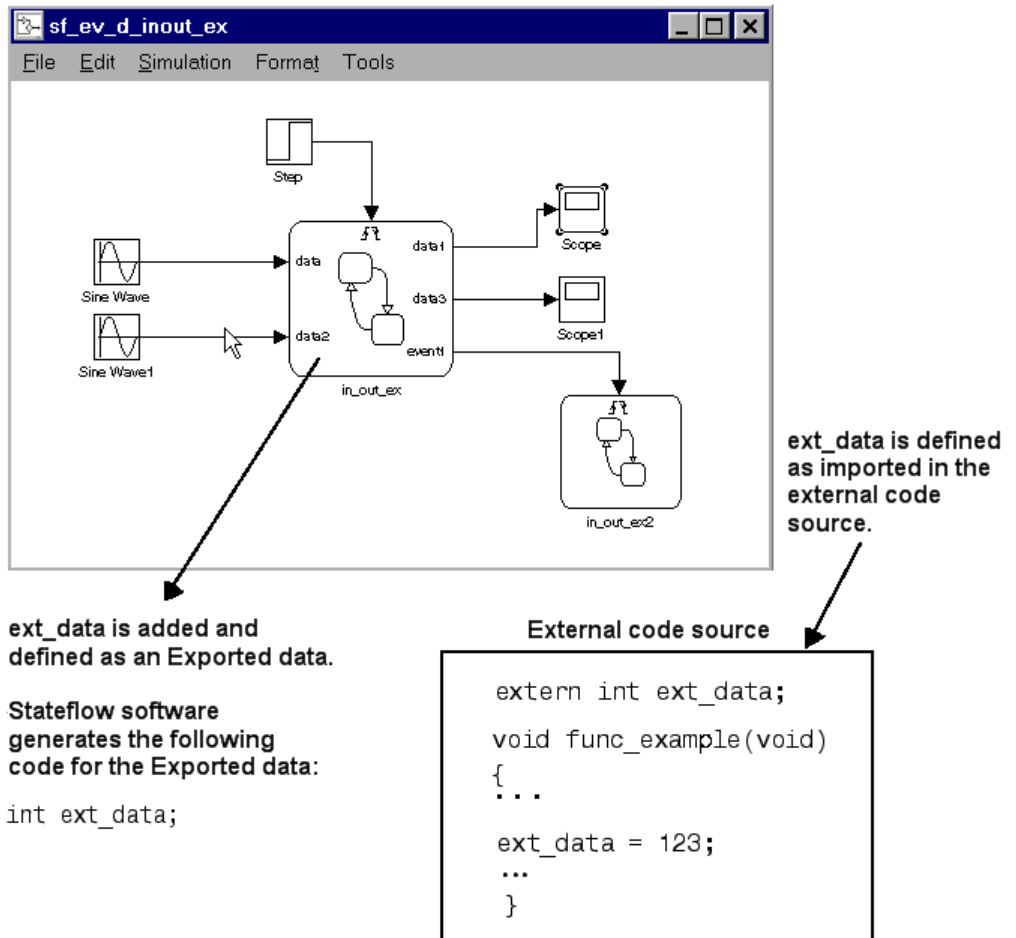 sf_ev_d_inout_ex
File Edit Simulation Format Tools
Step
data
data2
data1
data3
event1
in_out_ex
Sine Wave
Sine Wave1
Scope
Scope1
in_out_ex2
ext_data is defined
as imported in the
external code
source.
ext_data is added and
defined as an Exported data.
Stateflow software
generates the following
code for the Exported data:
int ext_data;
External code source
extern int ext_data;
void func_example(void)
{
...
ext_data = 123;
...
}